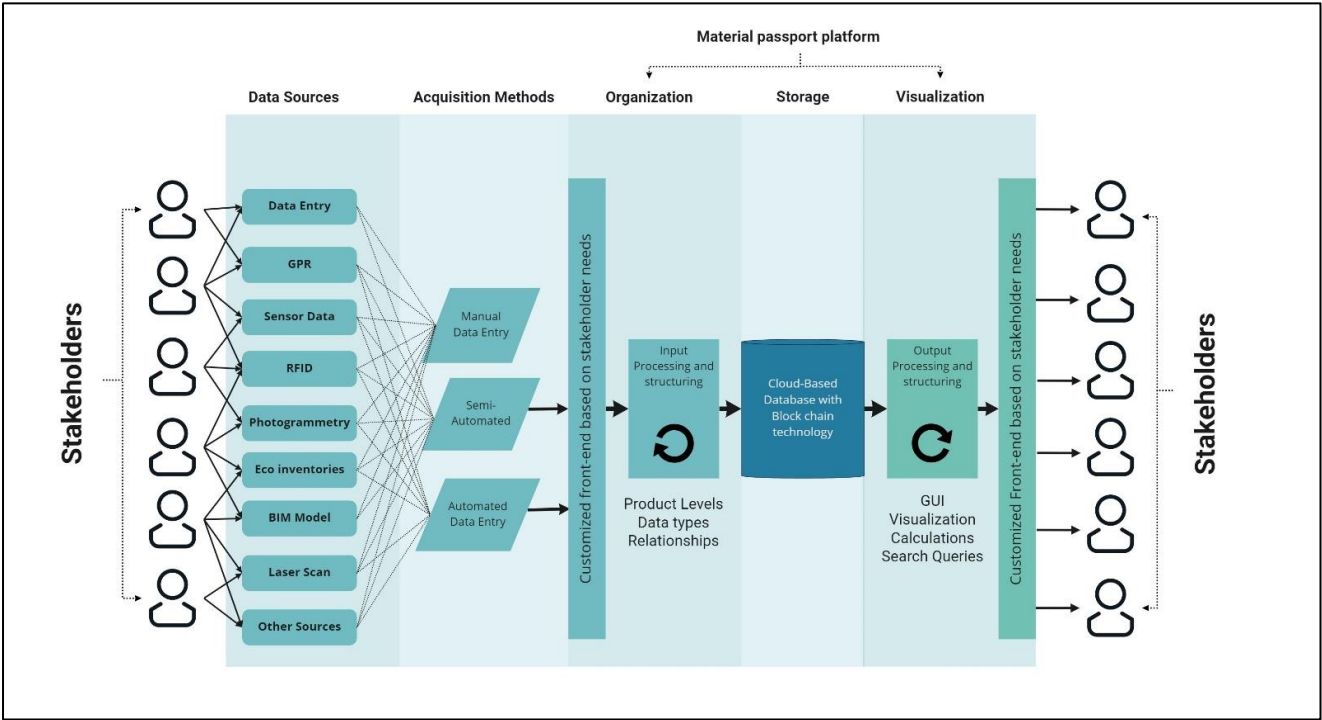 Material passport platform
Data Sources
Acquisition Methods
Organization
Storage
Visualization
Stakeholders
Data Entry
GPR
Sensor Data
RFID
Photogrammetry
Eco inventories
BIM Model
Laser Scan
Other Sources
Manual
Data Entry
Semi-
Automated
Automated
Data Entry
Customized front-end based on stakeholder needs
Input
Processing and
structuring
Product Levels
Data types
Relationships
Cloud-Based
Database with
Block chain
technology
Output
Processing and
structuring
GUI
Visualization
Calculations
Search Queries
Customized Front-end based on stakeholder needs
Stakeholders